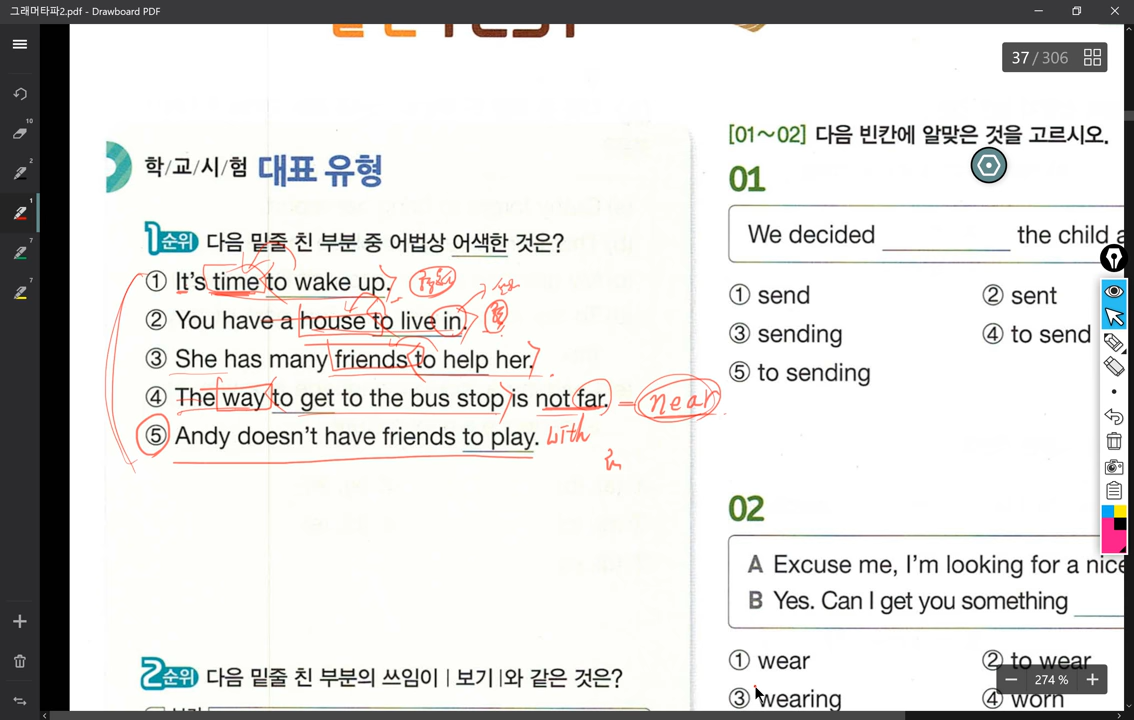 그래머타파2.pdf - Drawboard PDF
37 / 306
TEST
학/교/시/험 대표 유형
1순위 다음 밑줄 친 부분 중 어법상 어색한 것은?
① It's time to wake up.
② You have a house to live in.
③ She has many friends to help her.
④ The way to get to the bus stop is not far. = near
⑤ Andy doesn't have friends to play. with
2순위 다음 밑줄 친 부분의 쓰임이 | 보기 |와 같은 것은?
[01~02] 다음 빈칸에 알맞은 것을 고르시오.
01
We decided ________ the child
① send ② sent
③ sending ④ to send
⑤ to sending
02
A Excuse me, I'm looking for a nice
B Yes. Can I get you something
① wear ② to wear
③ wearing ④ worn
274 %
10
2
1
7
7